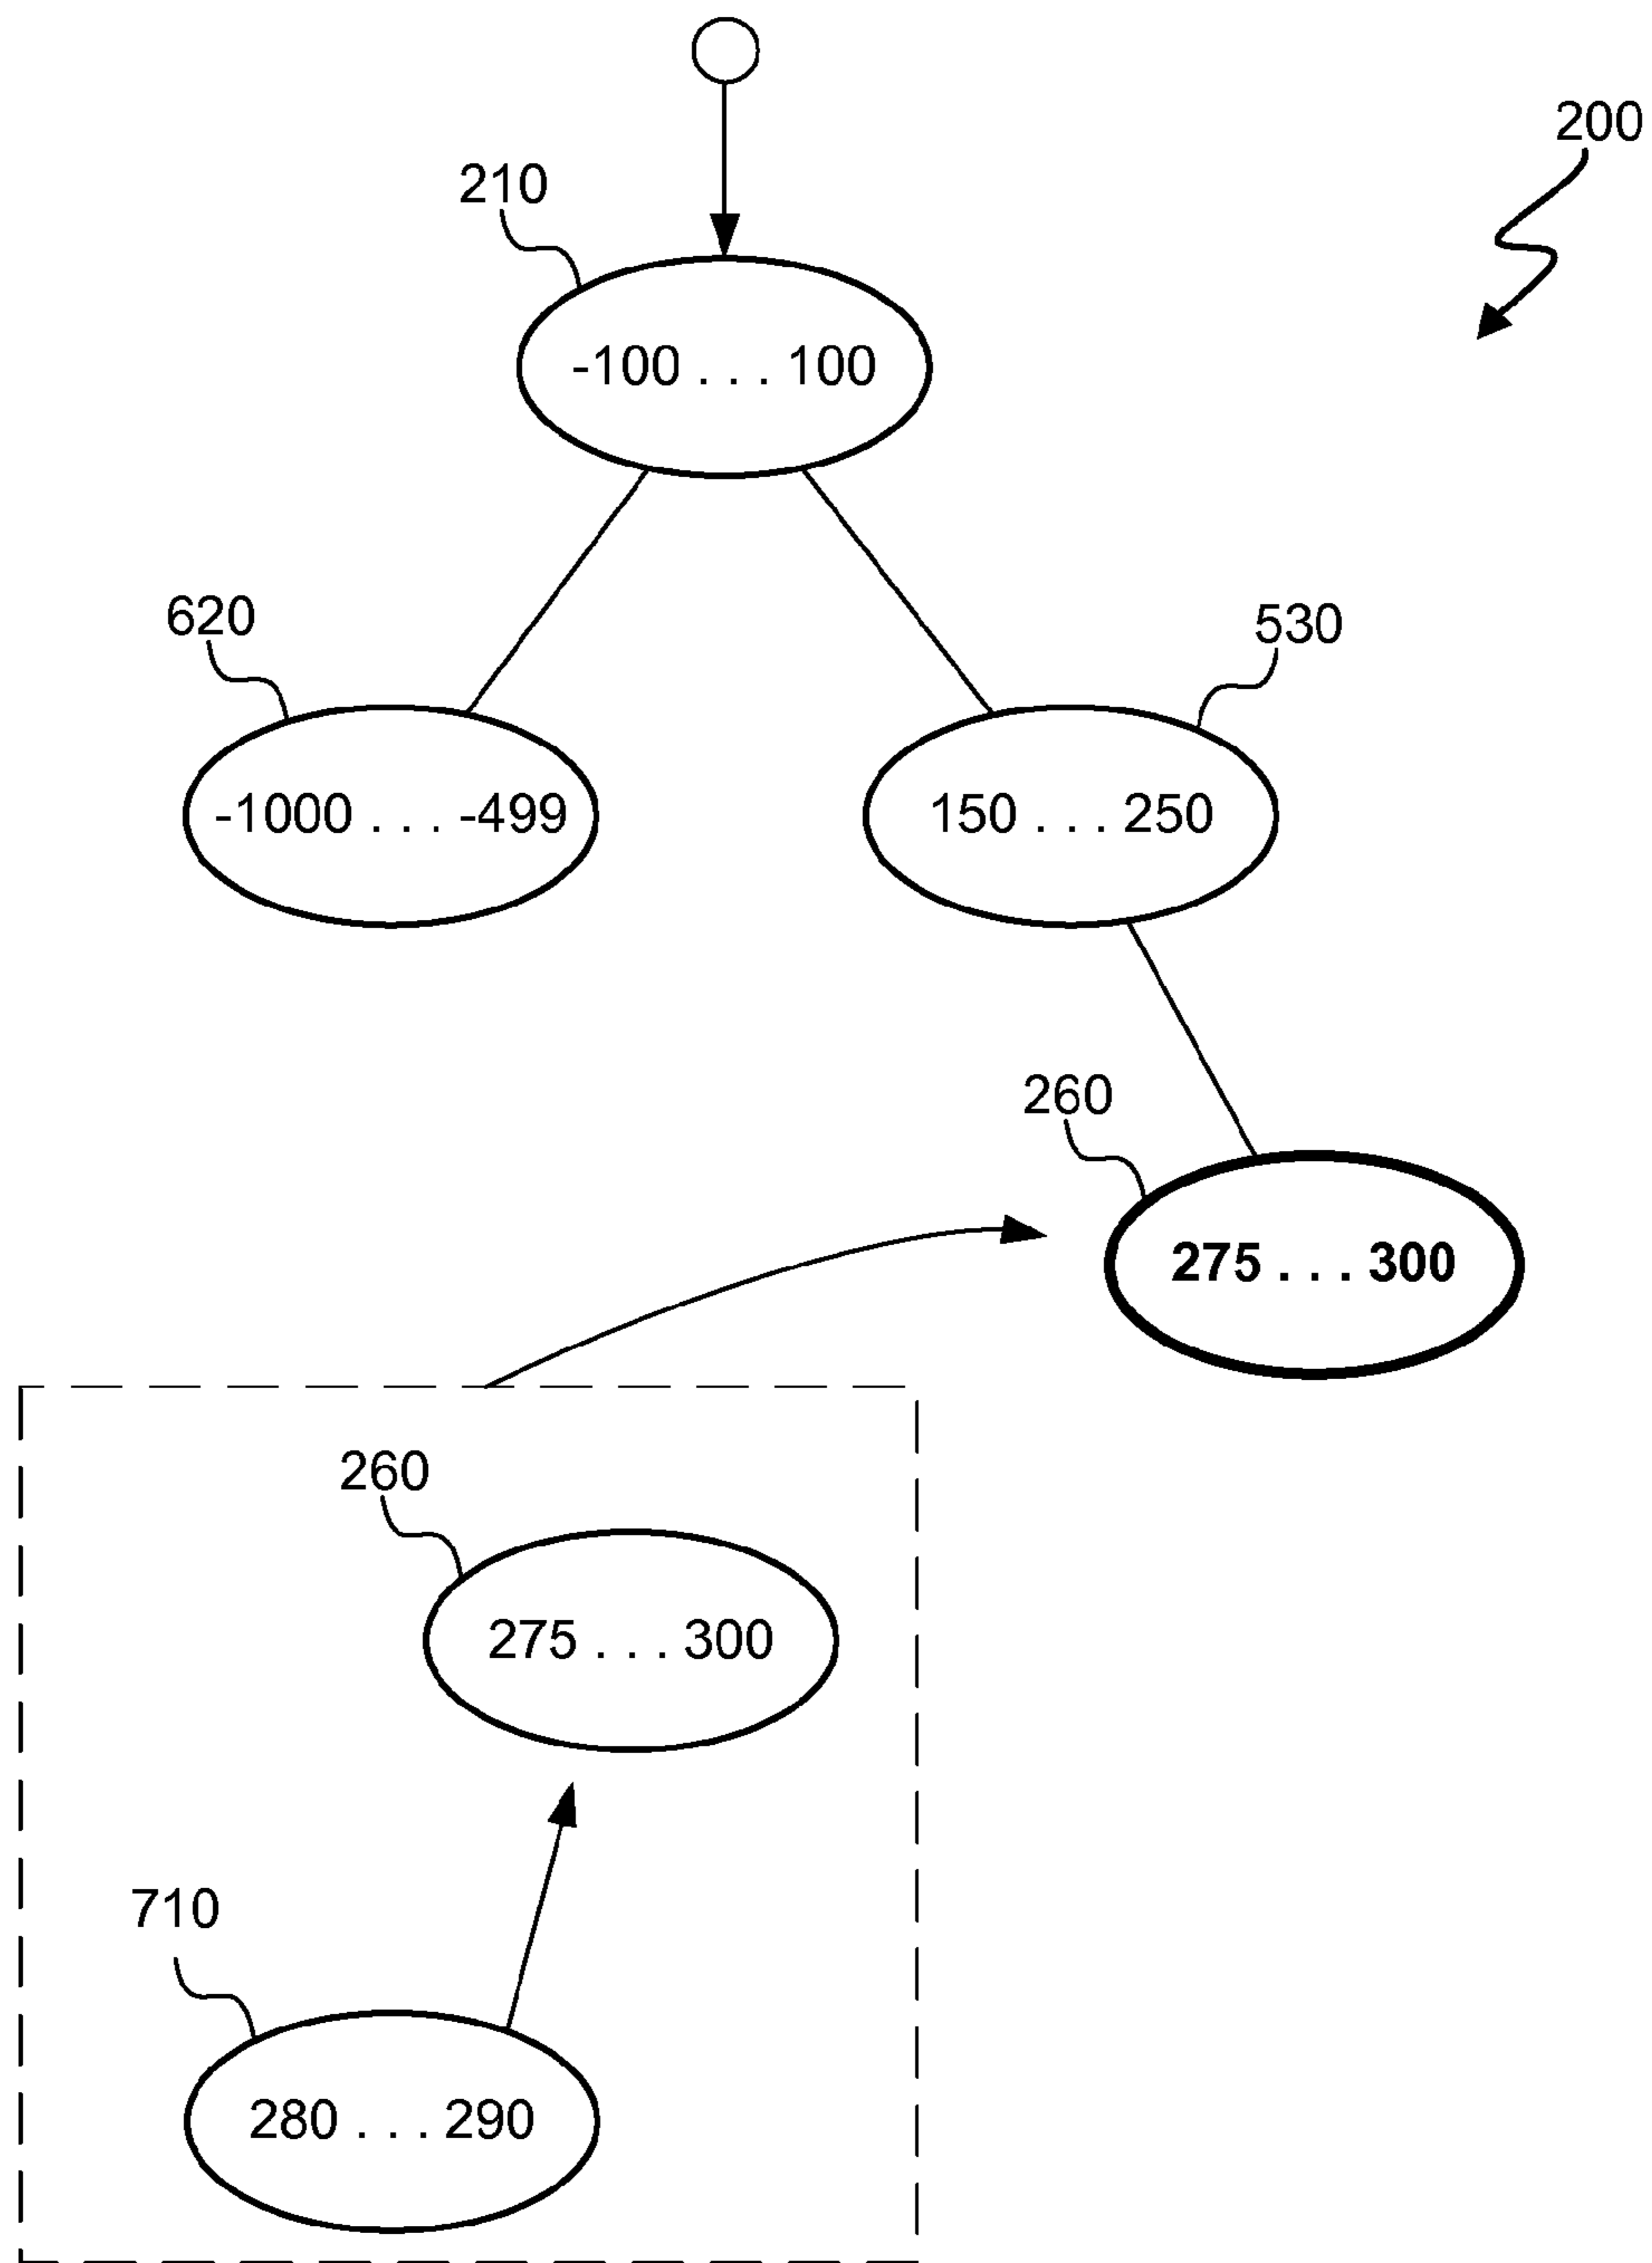 200
210
-100 . . . 100
620
530
-1000 . . . -499
150 . . . 250
260
275 . . . 300
260
275 . . . 300
710
280 . . . 290